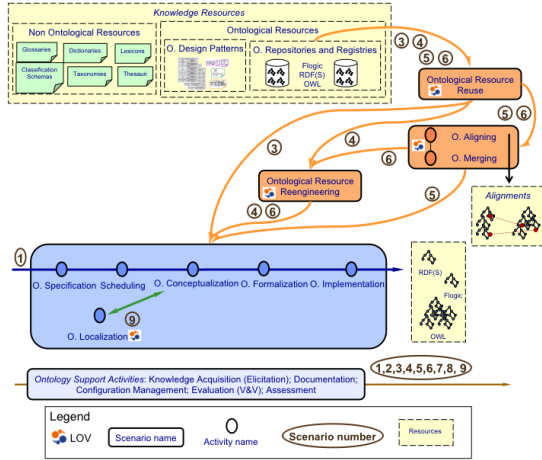 Knowledge Resources
Non Ontological Resources
Glossaries
Dictionaries
Lexicons
Classification
Schemas
Taxonomies
Thesauri
Ontological Resources
O. Design Patterns
O. Repositories and Registries
Flogic
RDF(S)
OWL
3 4
5 6
Ontological Resource
Reuse
5 6
3
4
6
O. Aligning
O. Merging
Ontological Resource
Reengineering
5
4 6
Alignments
1
O. Specification
Scheduling
O. Conceptualization
O. Formalization
O. Implementation
9
O. Localization
RDF(S)
Flogic
OWL
1,2,3,4,5,6,7,8, 9
Ontology Support Activities: Knowledge Acquisition (Elicitation); Documentation;
Configuration Management; Evaluation (V&V); Assessment
Legend
LOV
Scenario name
Activity name
Scenario number
Resources